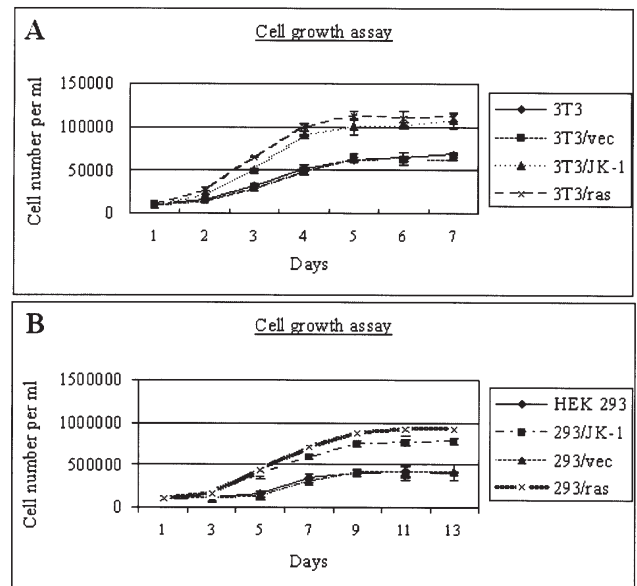 A
Cell growth assay
Cell number per ml
150000
100000
50000
0
1 2 3 4 5 6 7
Days
3T3
3T3/vec
3T3/JK-1
3T3/ras
B
Cell growth assay
Cell number per ml
1500000
1000000
500000
0
1 3 5 7 9 11 13
Days
HEK 293
293/JK-1
293/vec
293/ras